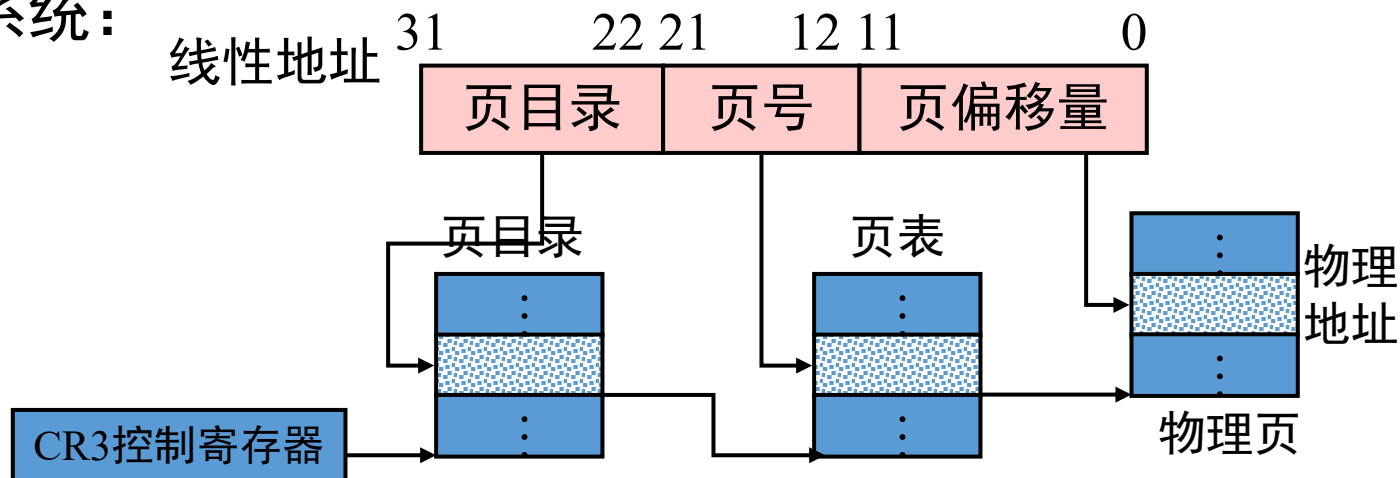 系统：
线性地址 31 22 21 12 11 0
页目录 页号 页偏移量
页目录 页表
物理
地址
物理页
CR3控制寄存器